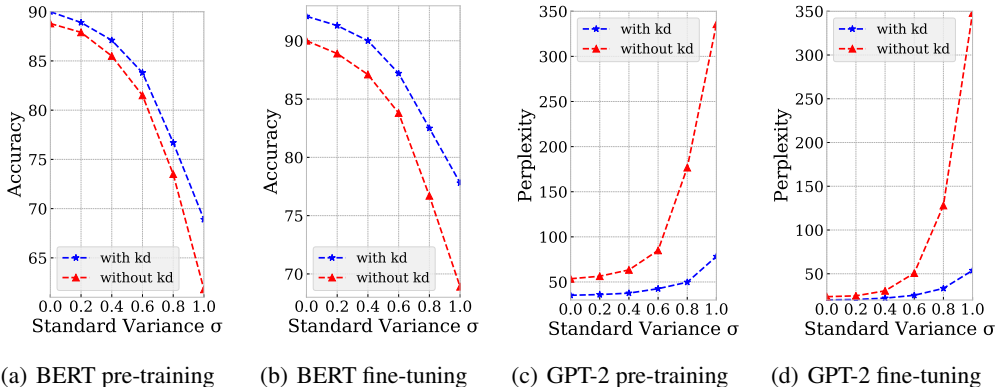 90
85
80
75
70
65
Accuracy
with kd
without kd
0.0 0.2 0.4 0.6 0.8 1.0
Standard Variance σ
(a) BERT pre-training
90
85
80
75
70
Accuracy
with kd
without kd
0.0 0.2 0.4 0.6 0.8 1.0
Standard Variance σ
(b) BERT fine-tuning
350
300
250
200
150
100
50
Perplexity
with kd
without kd
0.0 0.2 0.4 0.6 0.8 1.0
Standard Variance σ
(c) GPT-2 pre-training
350
300
250
200
150
100
50
Perplexity
with kd
without kd
0.0 0.2 0.4 0.6 0.8 1.0
Standard Variance σ
(d) GPT-2 fine-tuning